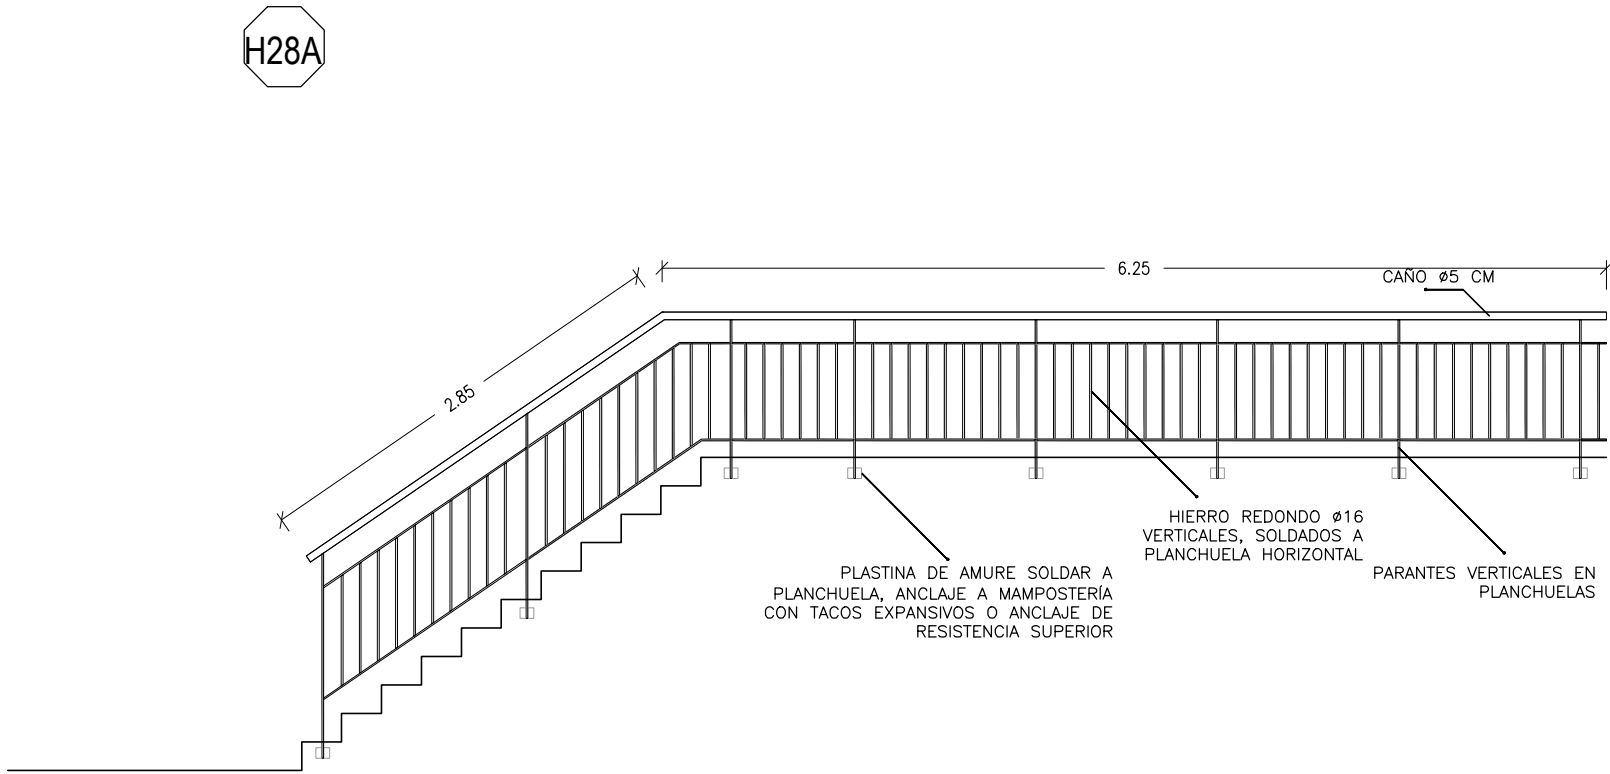 H28A
6.25
CAÑO ø5 CM
2.85
HIERRO REDONDO ø16
VERTICALES, SOLDADOS A
PLANCHUELA HORIZONTAL
PLASTINA DE AMURE SOLDAR A
PLANCHUELA, ANCLAJE A MAMPOSTERÍA
CON TACOS EXPANSIVOS O ANCLAJE DE
RESISTENCIA SUPERIOR
PARANTES VERTICALES EN
PLANCHUELAS